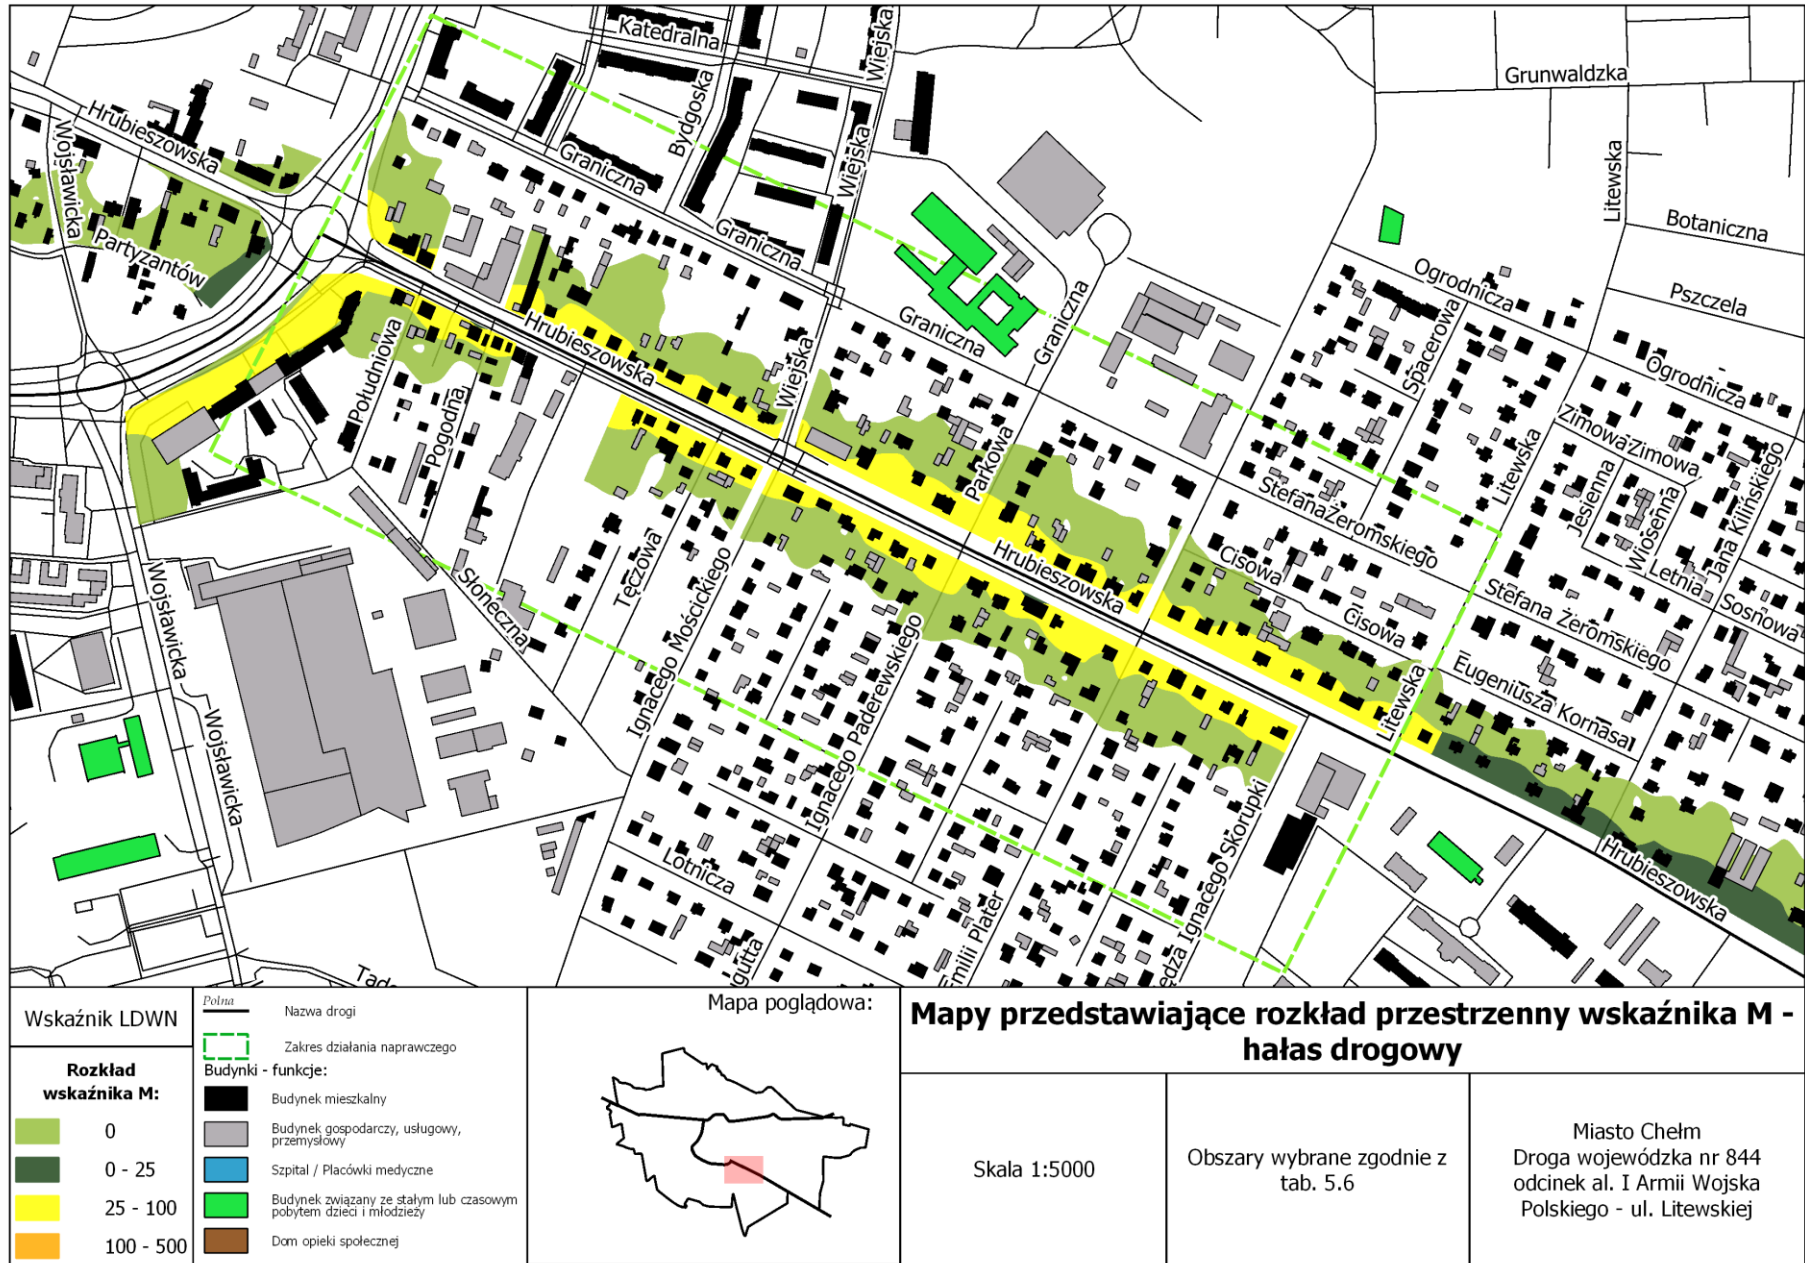 Katedralna
Wiejska
Grunwaldzka
Hrubieszowska
Wojsławicka
Bydgoska
Graniczna
Wiejska
Litewska
Botaniczna
Partyzantów
Graniczna
Ogrodnicza
Pszczela
Południowa
Hrubieszowska
Wiejska
Graniczna
Graniczna
Spacerowa
Ogrodnicza
Pogodna
Parkowa
Litewska
Zimowa
Zimowa
Jesienna
Wiosenna
Jana Kilińskiego
Stefana Żeromskiego
Letnia
Sosnowa
Wojsławicka
Słoneczna
Tęczowa
Ignacego Mościckiego
Hrubieszowska
Cisowa
Cisowa
Stefana Żeromskiego
Eugeniusza Kornasa
Ignacego Paderewskiego
Litewska
Wojsławicka
Lotnicza
Emilii Plater
Ignacego Skorupki
Hrubieszowska
Wskaźnik LDWN
Rozkład
wskaźnika M:
0
0 - 25
25 - 100
100 - 500
Polna
Nazwa drogi
Zakres działania naprawczego
Budynki - funkcje:
Budynek mieszkalny
Budynek gospodarczy, usługowy,
przemysłowy
Szpital / Placówki medyczne
Budynek związany ze stałym lub czasowym
pobytem dzieci i młodzieży
Dom opieki społecznej
Mapa poglądowa:
Mapy przedstawiające rozkład przestrzenny wskaźnika M -
hałas drogowy
Skala 1:5000
Obszary wybrane zgodnie z
tab. 5.6
Miasto Chełm
Droga wojewódzka nr 844
odcinek al. I Armii Wojska
Polskiego - ul. Litewskiej